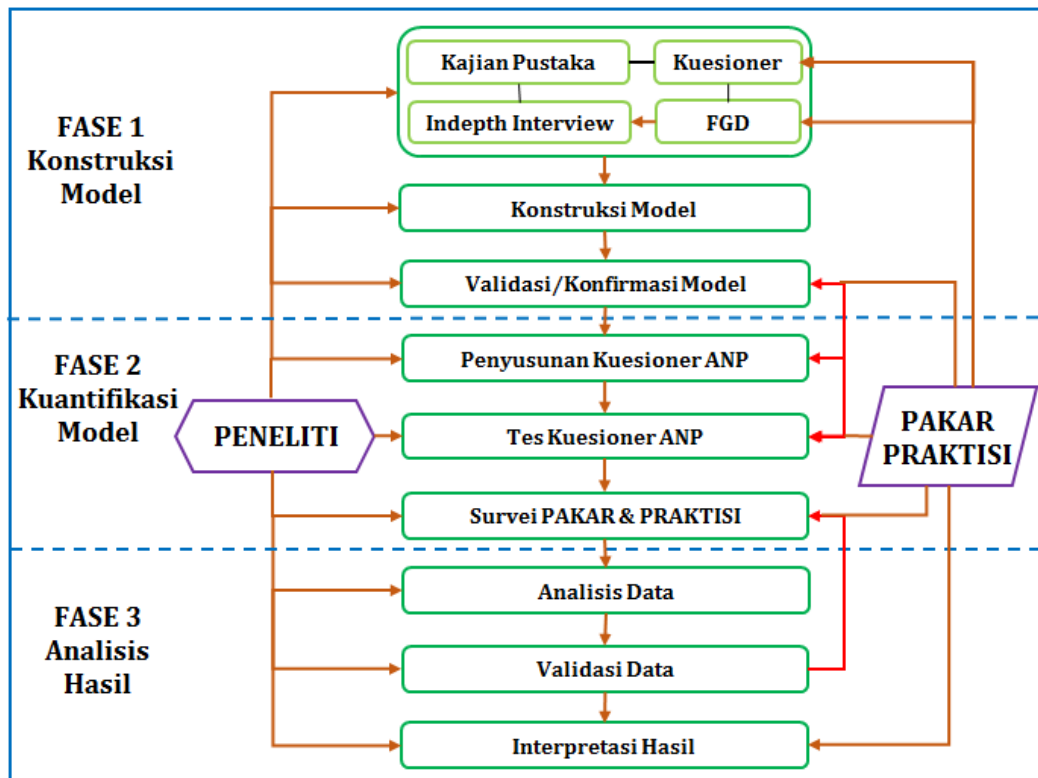 FASE 1
Konstruksi
Model
Kajian Pustaka
Kuesioner
Indepth Interview
FGD
Konstruksi Model
Validasi/Konfirmasi Model
FASE 2
Kuantifikasi
Model
Penyusunan Kuesioner ANP
PENELITI
Tes Kuesioner ANP
PAKAR
PRAKTISI
Survei PAKAR & PRAKTISI
FASE 3
Analisis
Hasil
Analisis Data
Validasi Data
Interpretasi Hasil